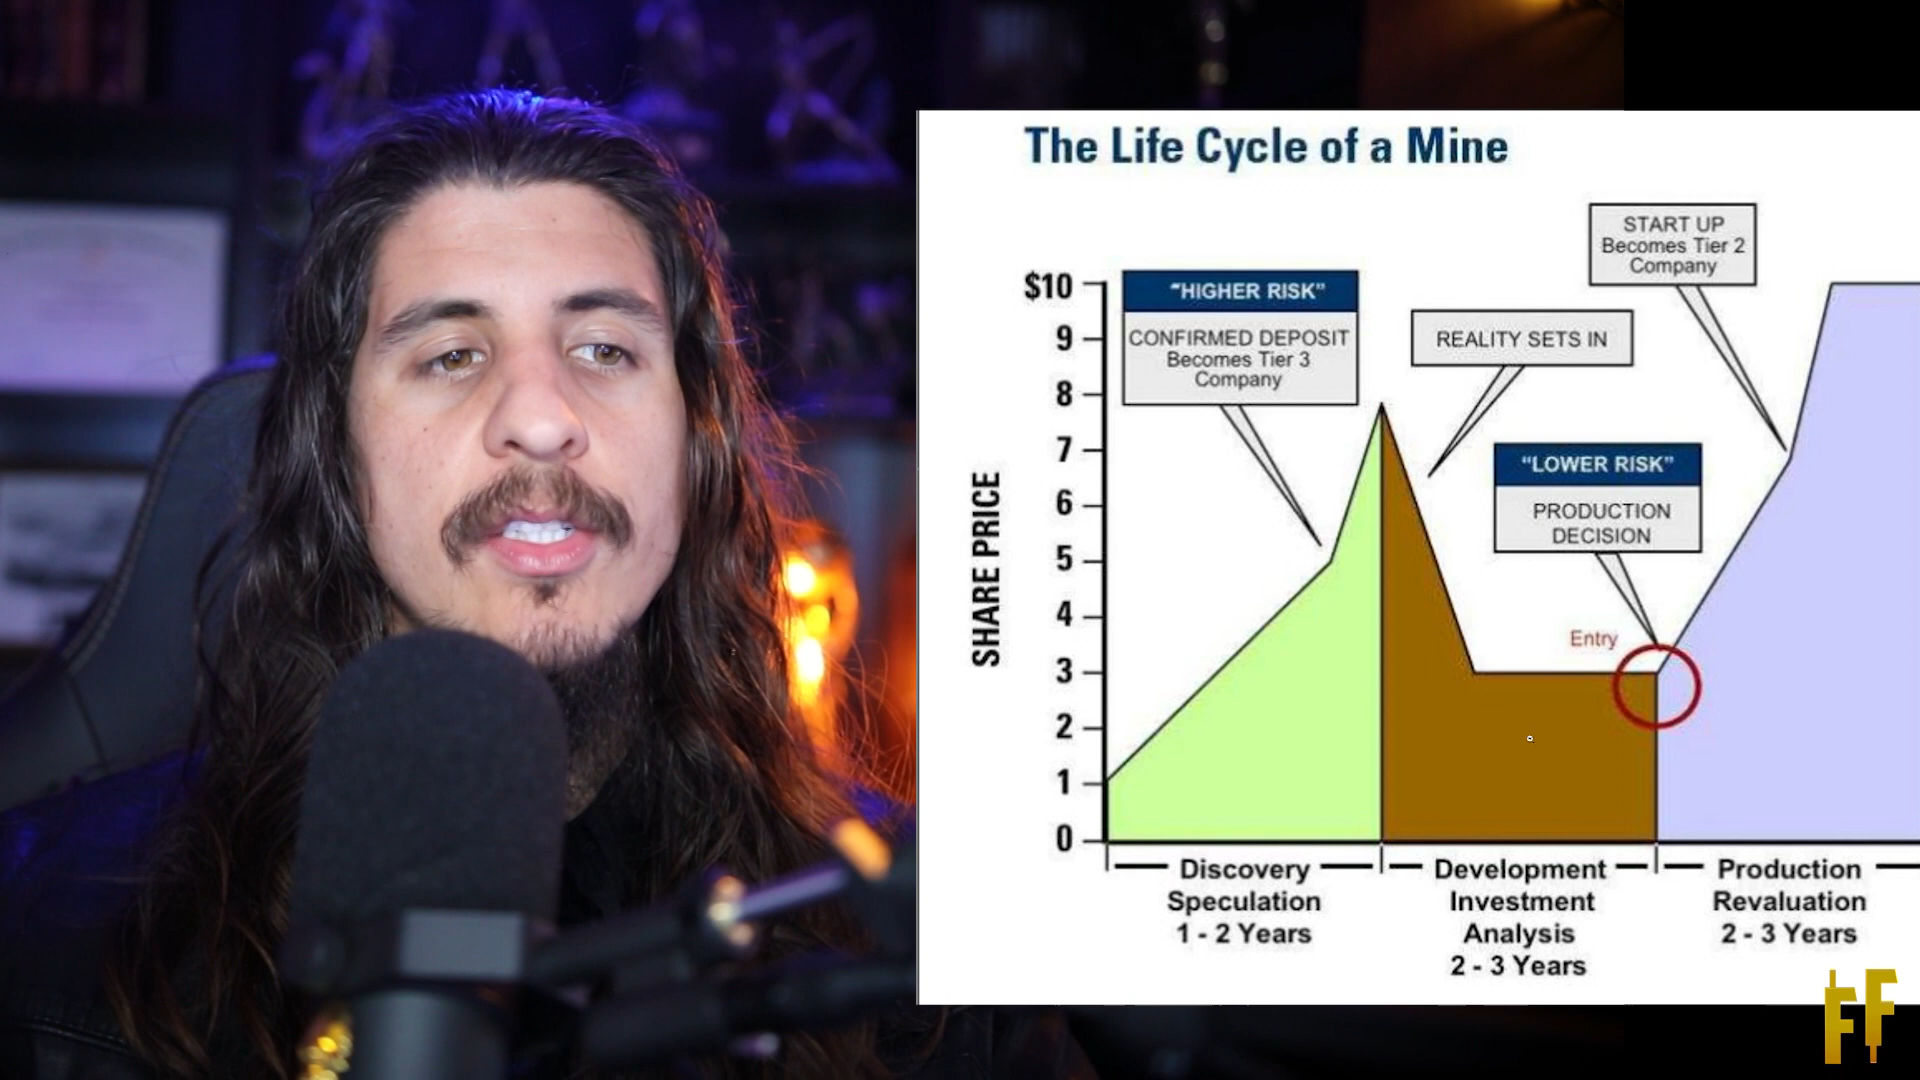 The Life Cycle of a Mine
START UP
Becomes Tier 2
Company
"HIGHER RISK"
CONFIRMED DEPOSIT
Becomes Tier 3
Company
REALITY SETS IN
"LOWER RISK"
PRODUCTION
DECISION
Entry
SHARE PRICE
$10
9
8
7
6
5
4
3
2
1
0
Discovery
Speculation
1 - 2 Years
Development
Investment
Analysis
2 - 3 Years
Production
Revaluation
2 - 3 Years
FF